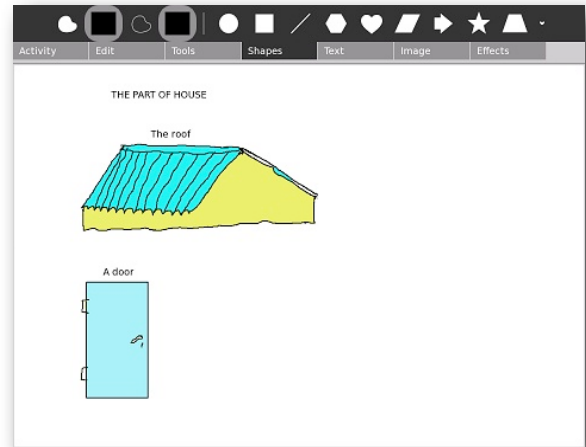 Activity Edit Tools Shapes Text Image Effects
THE PART OF HOUSE
The roof
A door